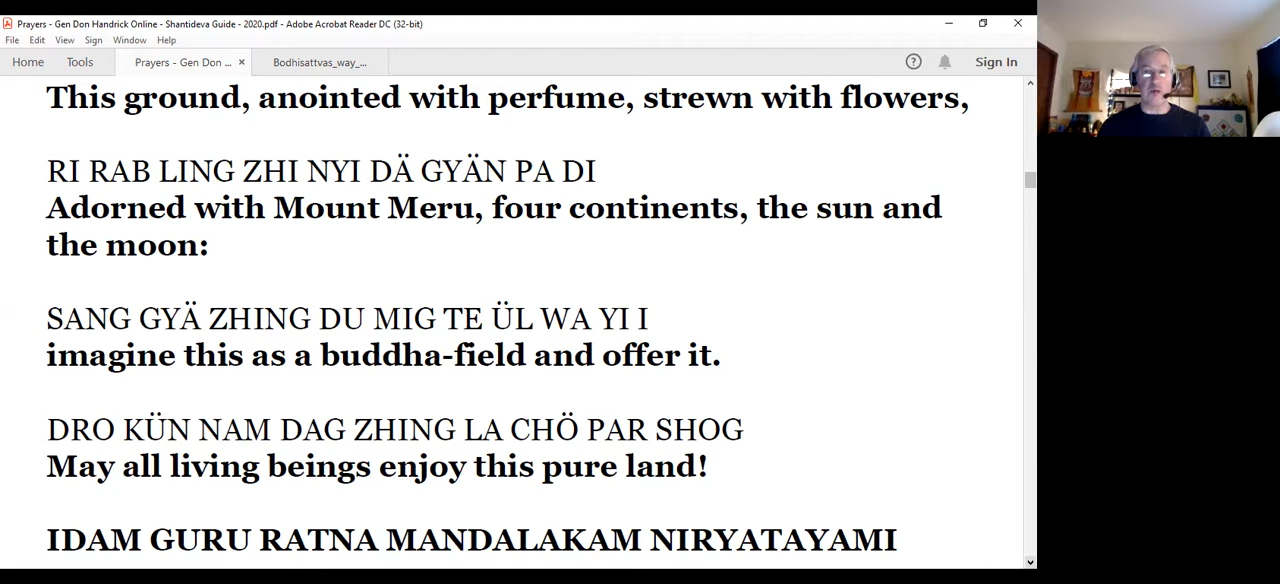 Prayers - Gen Don Handrick Online - Shantideva Guide - 2020.pdf - Adobe Acrobat Reader DC (32-bit)
File Edit View Sign Window Help
Home Tools Prayers - Gen Don ... × Bodhisattvas_way_... ? Sign In
This ground, anointed with perfume, strewn with flowers,
RI RAB LING ZHI NYI DÄ GYÄN PA DI
Adorned with Mount Meru, four continents, the sun and
the moon:
SANG GYÄ ZHING DU MIG TE ÜL WA YI I
imagine this as a buddha-field and offer it.
DRO KÜN NAM DAG ZHING LA CHÖ PAR SHOG
May all living beings enjoy this pure land!
IDAM GURU RATNA MANDALAKAM NIRYATAYAMI